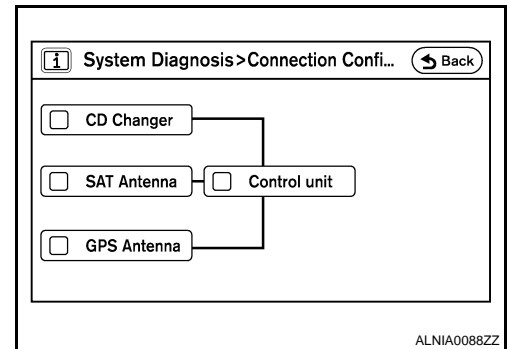 i System Diagnosis>Connection Confi... Back
CD Changer
SAT Antenna Control unit
GPS Antenna
ALNIA0088ZZ